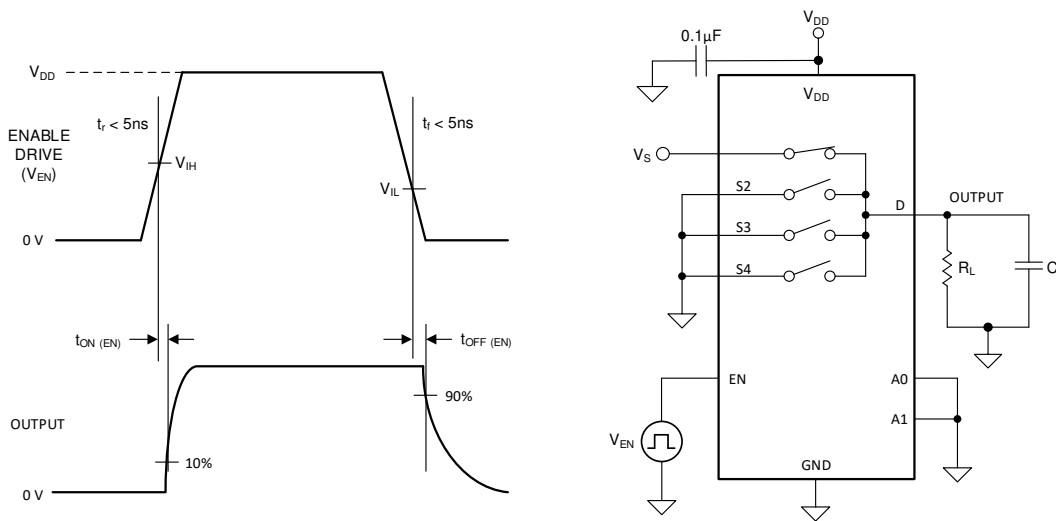 V_DD
ENABLE
DRIVE
(V_EN)
t_r < 5ns
t_f < 5ns
V_IH
V_IL
0 V
t_ON (EN)
t_OFF (EN)
OUTPUT
90%
10%
0 V
V_DD
0.1µF
V_DD
V_S
S2
S3
S4
D
OUTPUT
R_L
EN
A0
A1
V_EN
GND